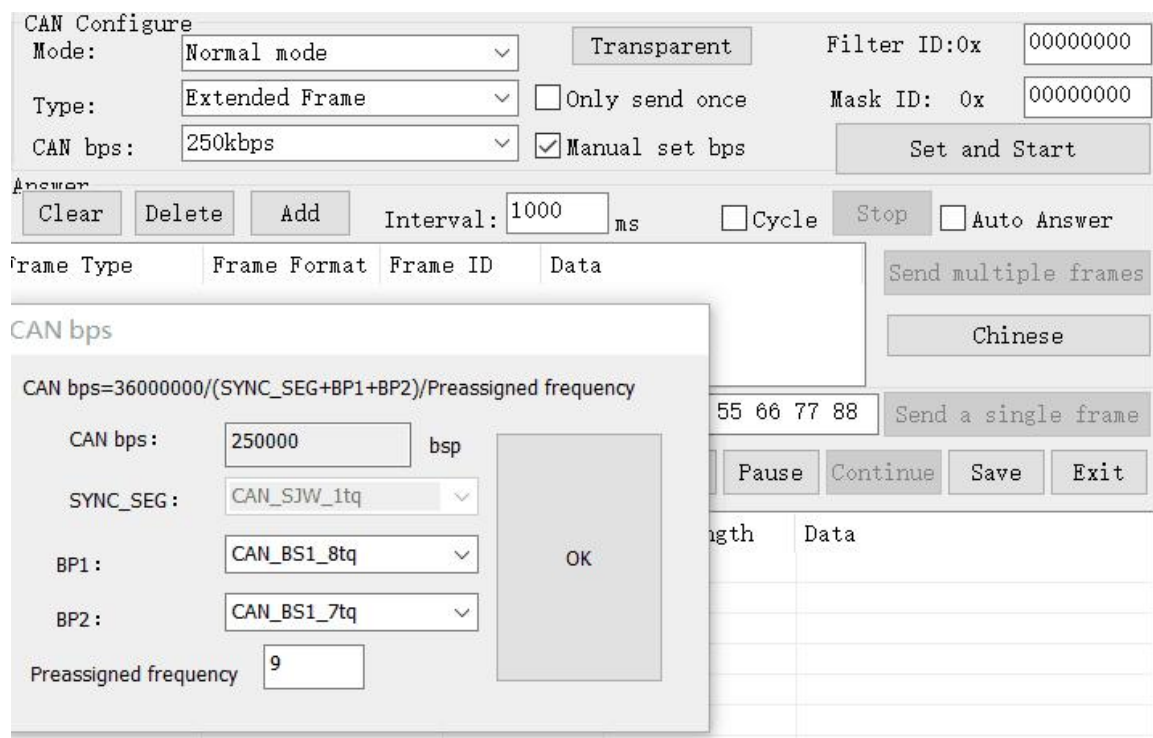 CAN Configure
Mode: Normal mode Transparent Filter ID:0x 00000000
Type: Extended Frame Only send once Mask ID: 0x 00000000
CAN bps: 250kbps Manual set bps Set and Start
Answer
Clear Delete Add Interval: 1000 ms Cycle Stop Auto Answer
Frame Type Frame Format Frame ID Data
Send multiple frames
Chinese
CAN bps
CAN bps=36000000/(SYNC_SEG+BP1+BP2)/Preassigned frequency
55 66 77 88 Send a single frame
CAN bps: 250000 bsp
Pause Continue Save Exit
SYNC_SEG: CAN_SJW_1tq
ngth Data
BP1: CAN_BS1_8tq OK
BP2: CAN_BS1_7tq
Preassigned frequency 9